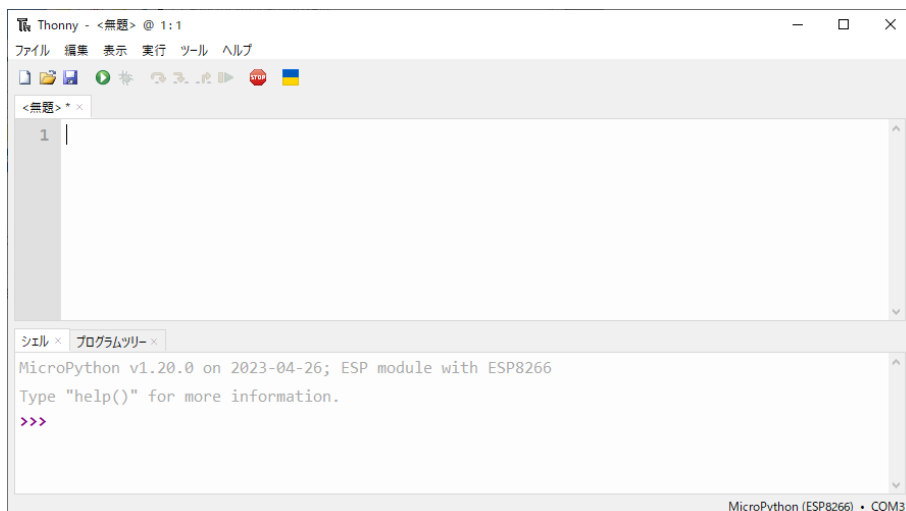 Thonny - <無題> @ 1:1
ファイル 編集 表示 実行 ツール ヘルプ
STOP
<無題> * ×
1
シェル × プログラムツリー ×
MicroPython v1.20.0 on 2023-04-26; ESP module with ESP8266
Type "help()" for more information.
>>>
MicroPython (ESP8266) • COM3